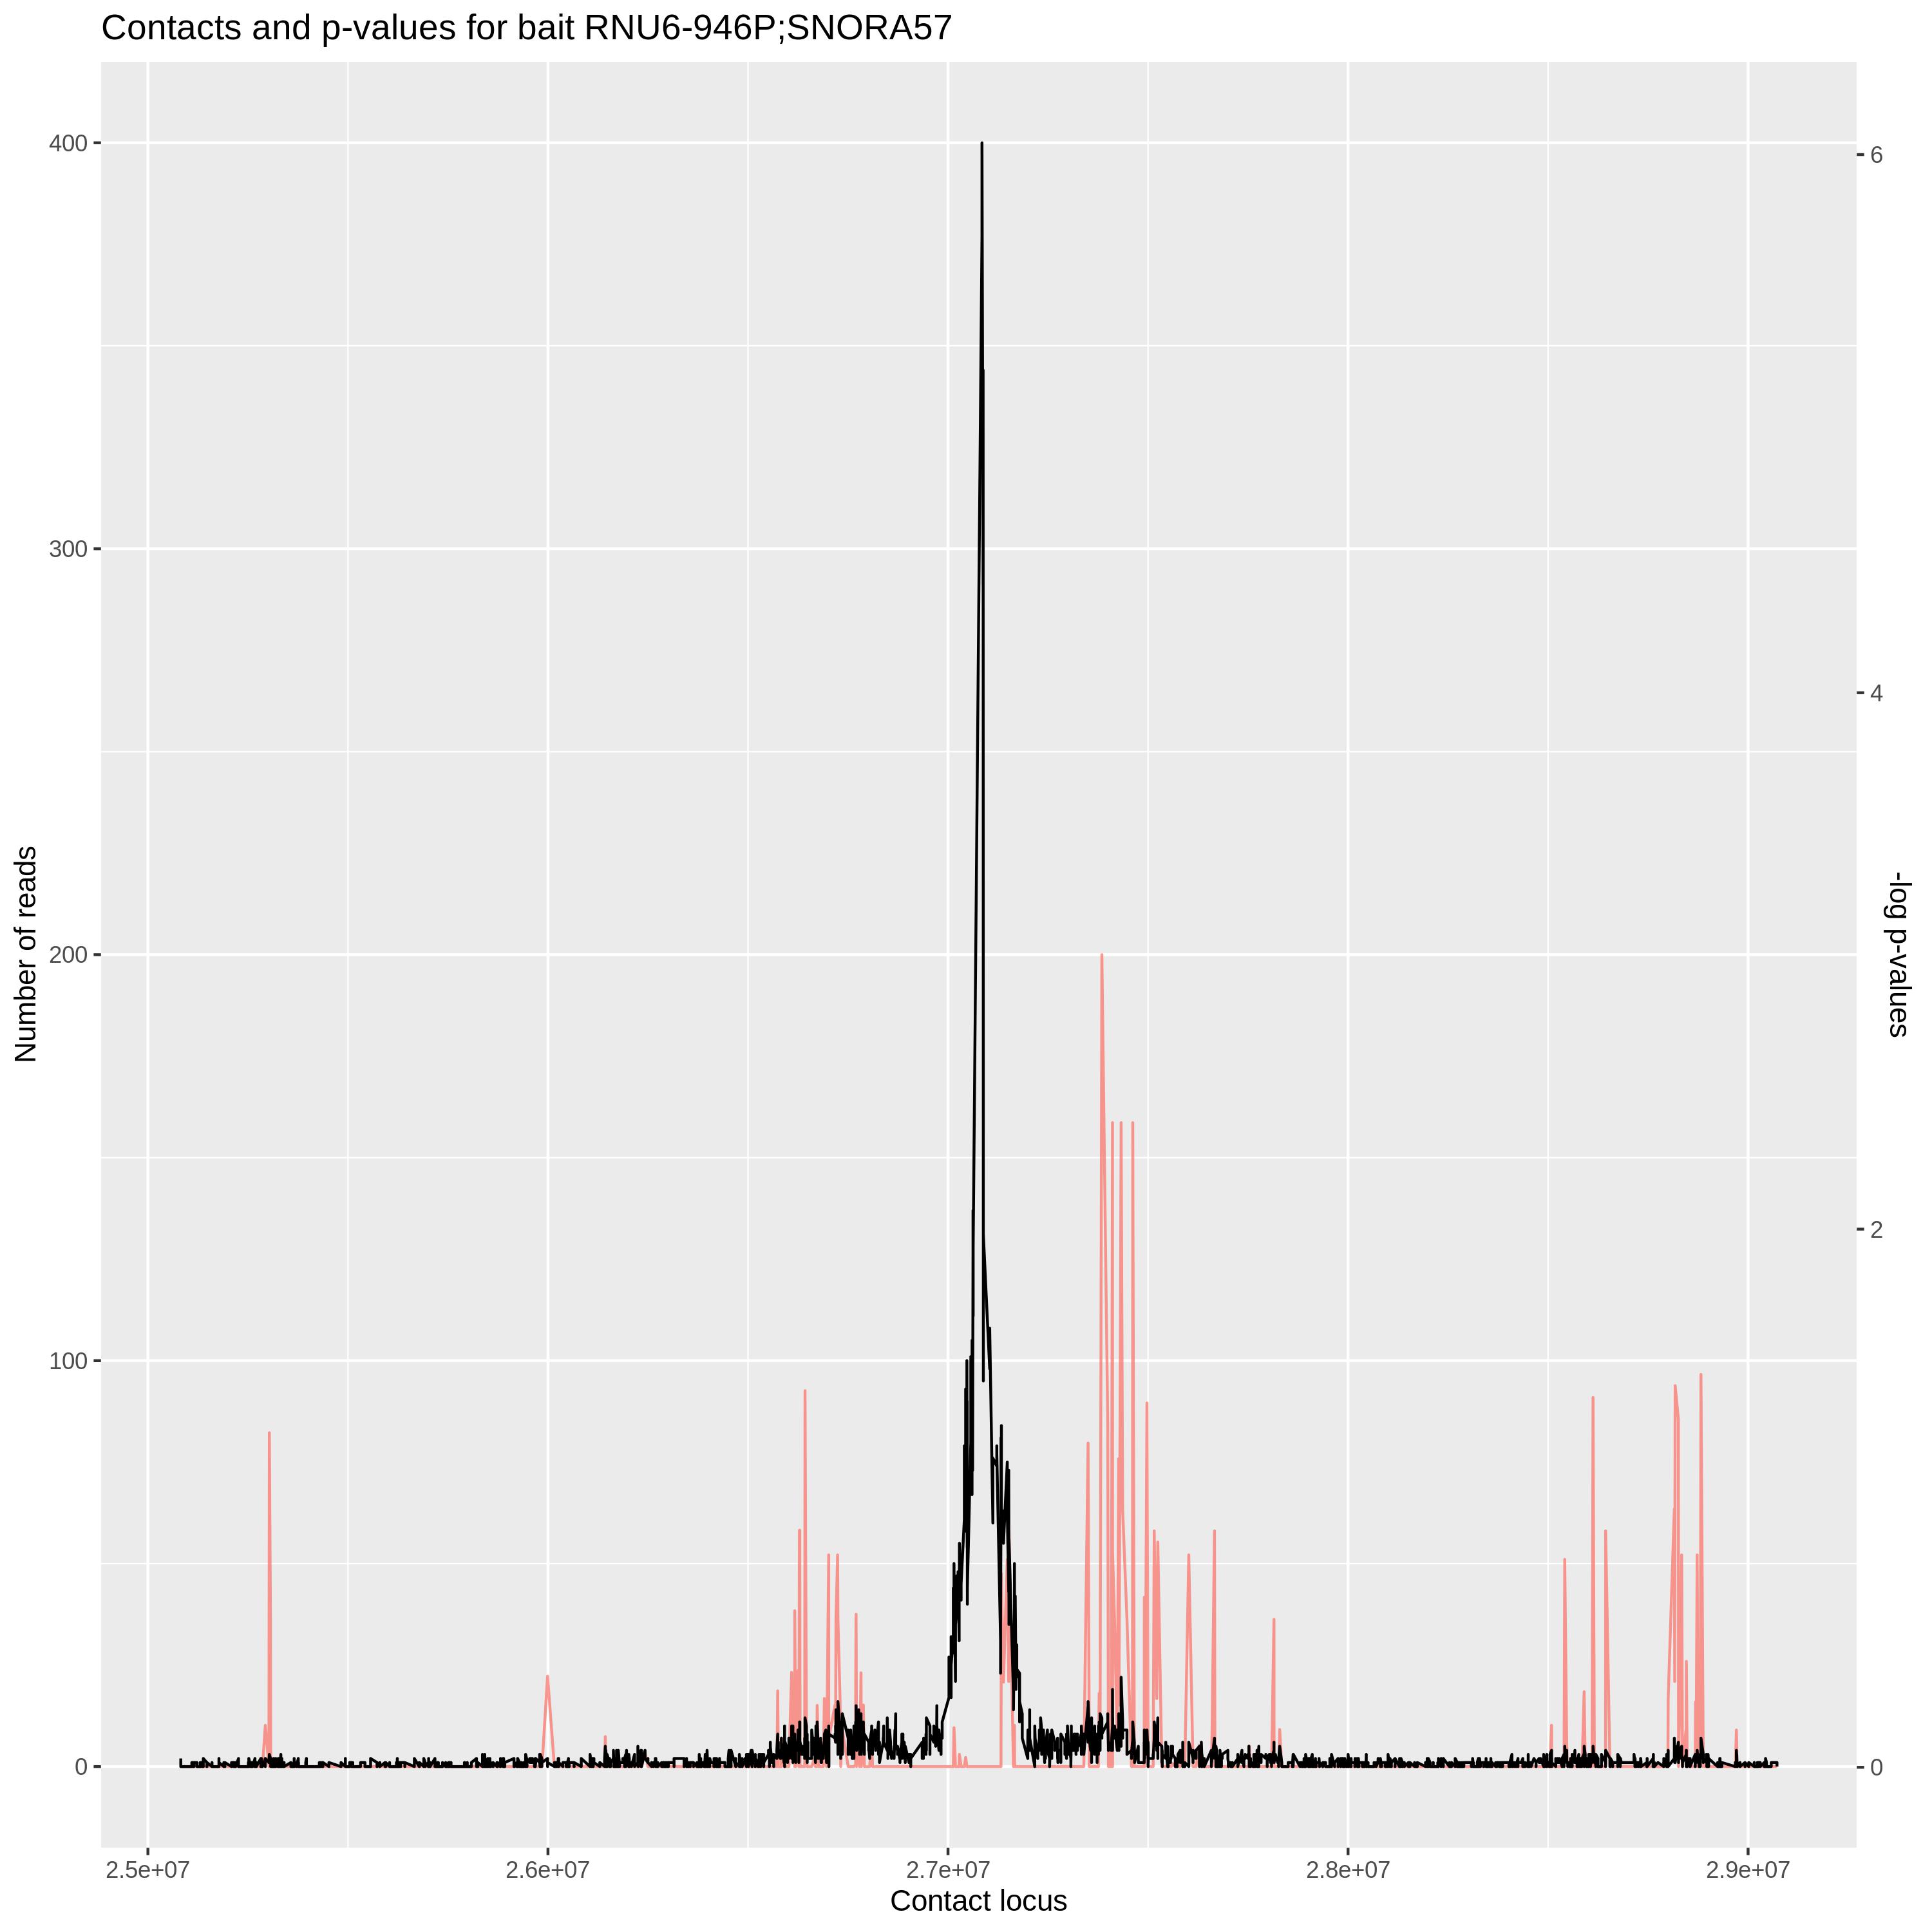 Contacts and p-values for bait RNU6-946P;SNORA57
400
300
200
100
0
6
4
2
0
Number of reads
-log p-values
2.5e+07 2.6e+07 2.7e+07 2.8e+07 2.9e+07
Contact locus